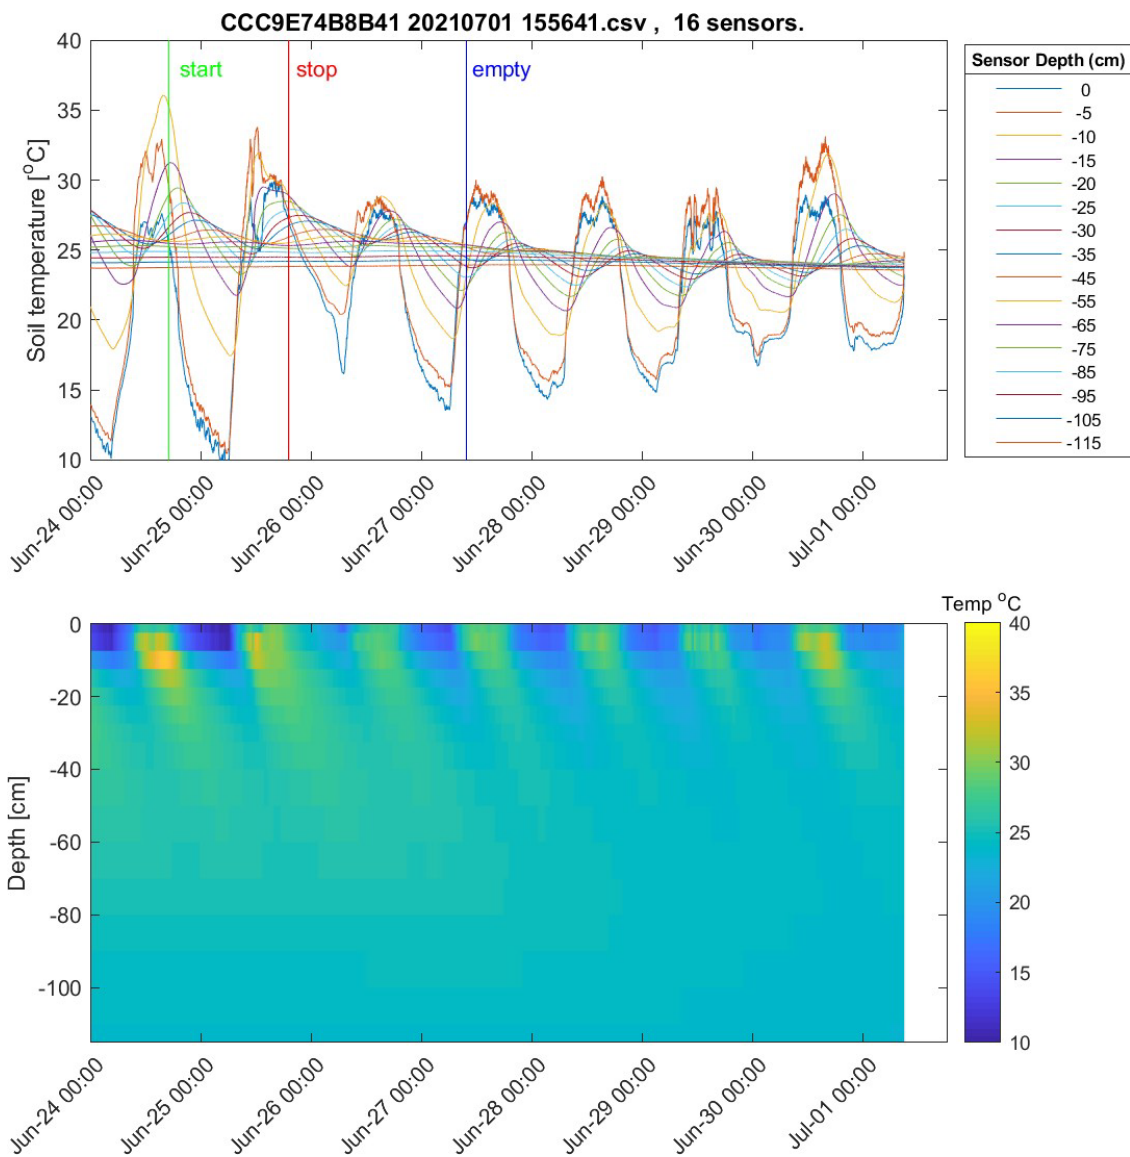 CCC9E74B8B41 20210701 155641.csv ,  16 sensors.
40
35
30
25
20
15
10
Soil temperature [°C]
start
stop
empty
Jun-24 00:00
Jun-25 00:00
Jun-26 00:00
Jun-27 00:00
Jun-28 00:00
Jun-29 00:00
Jun-30 00:00
Jul-01 00:00
Sensor Depth (cm)
0
-5
-10
-15
-20
-25
-30
-35
-45
-55
-65
-75
-85
-95
-105
-115
0
-20
-40
-60
-80
-100
Depth [cm]
Jun-24 00:00
Jun-25 00:00
Jun-26 00:00
Jun-27 00:00
Jun-28 00:00
Jun-29 00:00
Jun-30 00:00
Jul-01 00:00
Temp °C
40
35
30
25
20
15
10